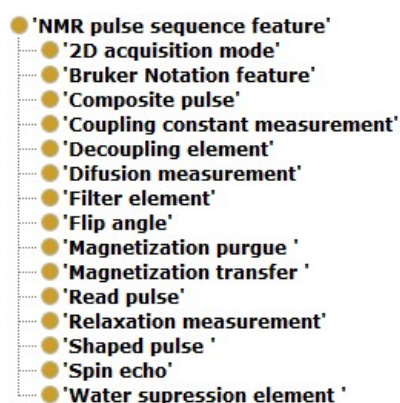 'NMR pulse sequence feature'
'2D acquisition mode'
'Bruker Notation feature'
'Composite pulse'
'Coupling constant measurement'
'Decoupling element'
'Difusion measurement'
'Filter element'
'Flip angle'
'Magnetization purgue '
'Magnetization transfer '
'Read pulse'
'Relaxation measurement'
'Shaped pulse '
'Spin echo'
'Water supression element '